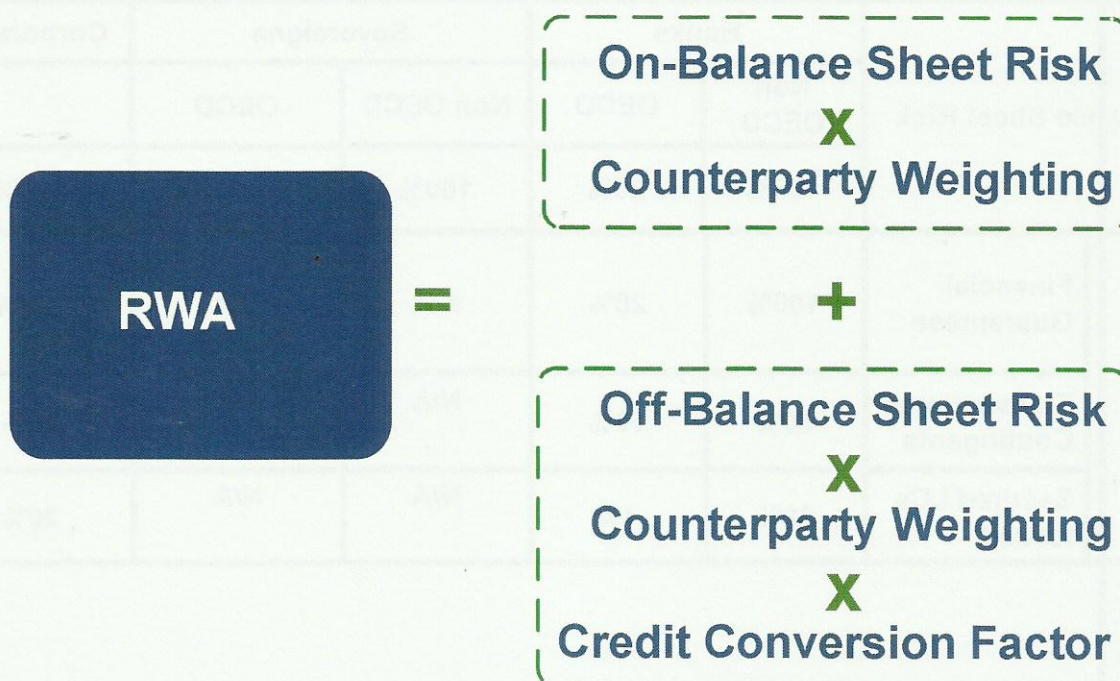 RWA
=
On-Balance Sheet Risk
X
Counterparty Weighting
+
Off-Balance Sheet Risk
X
Counterparty Weighting
X
Credit Conversion Factor